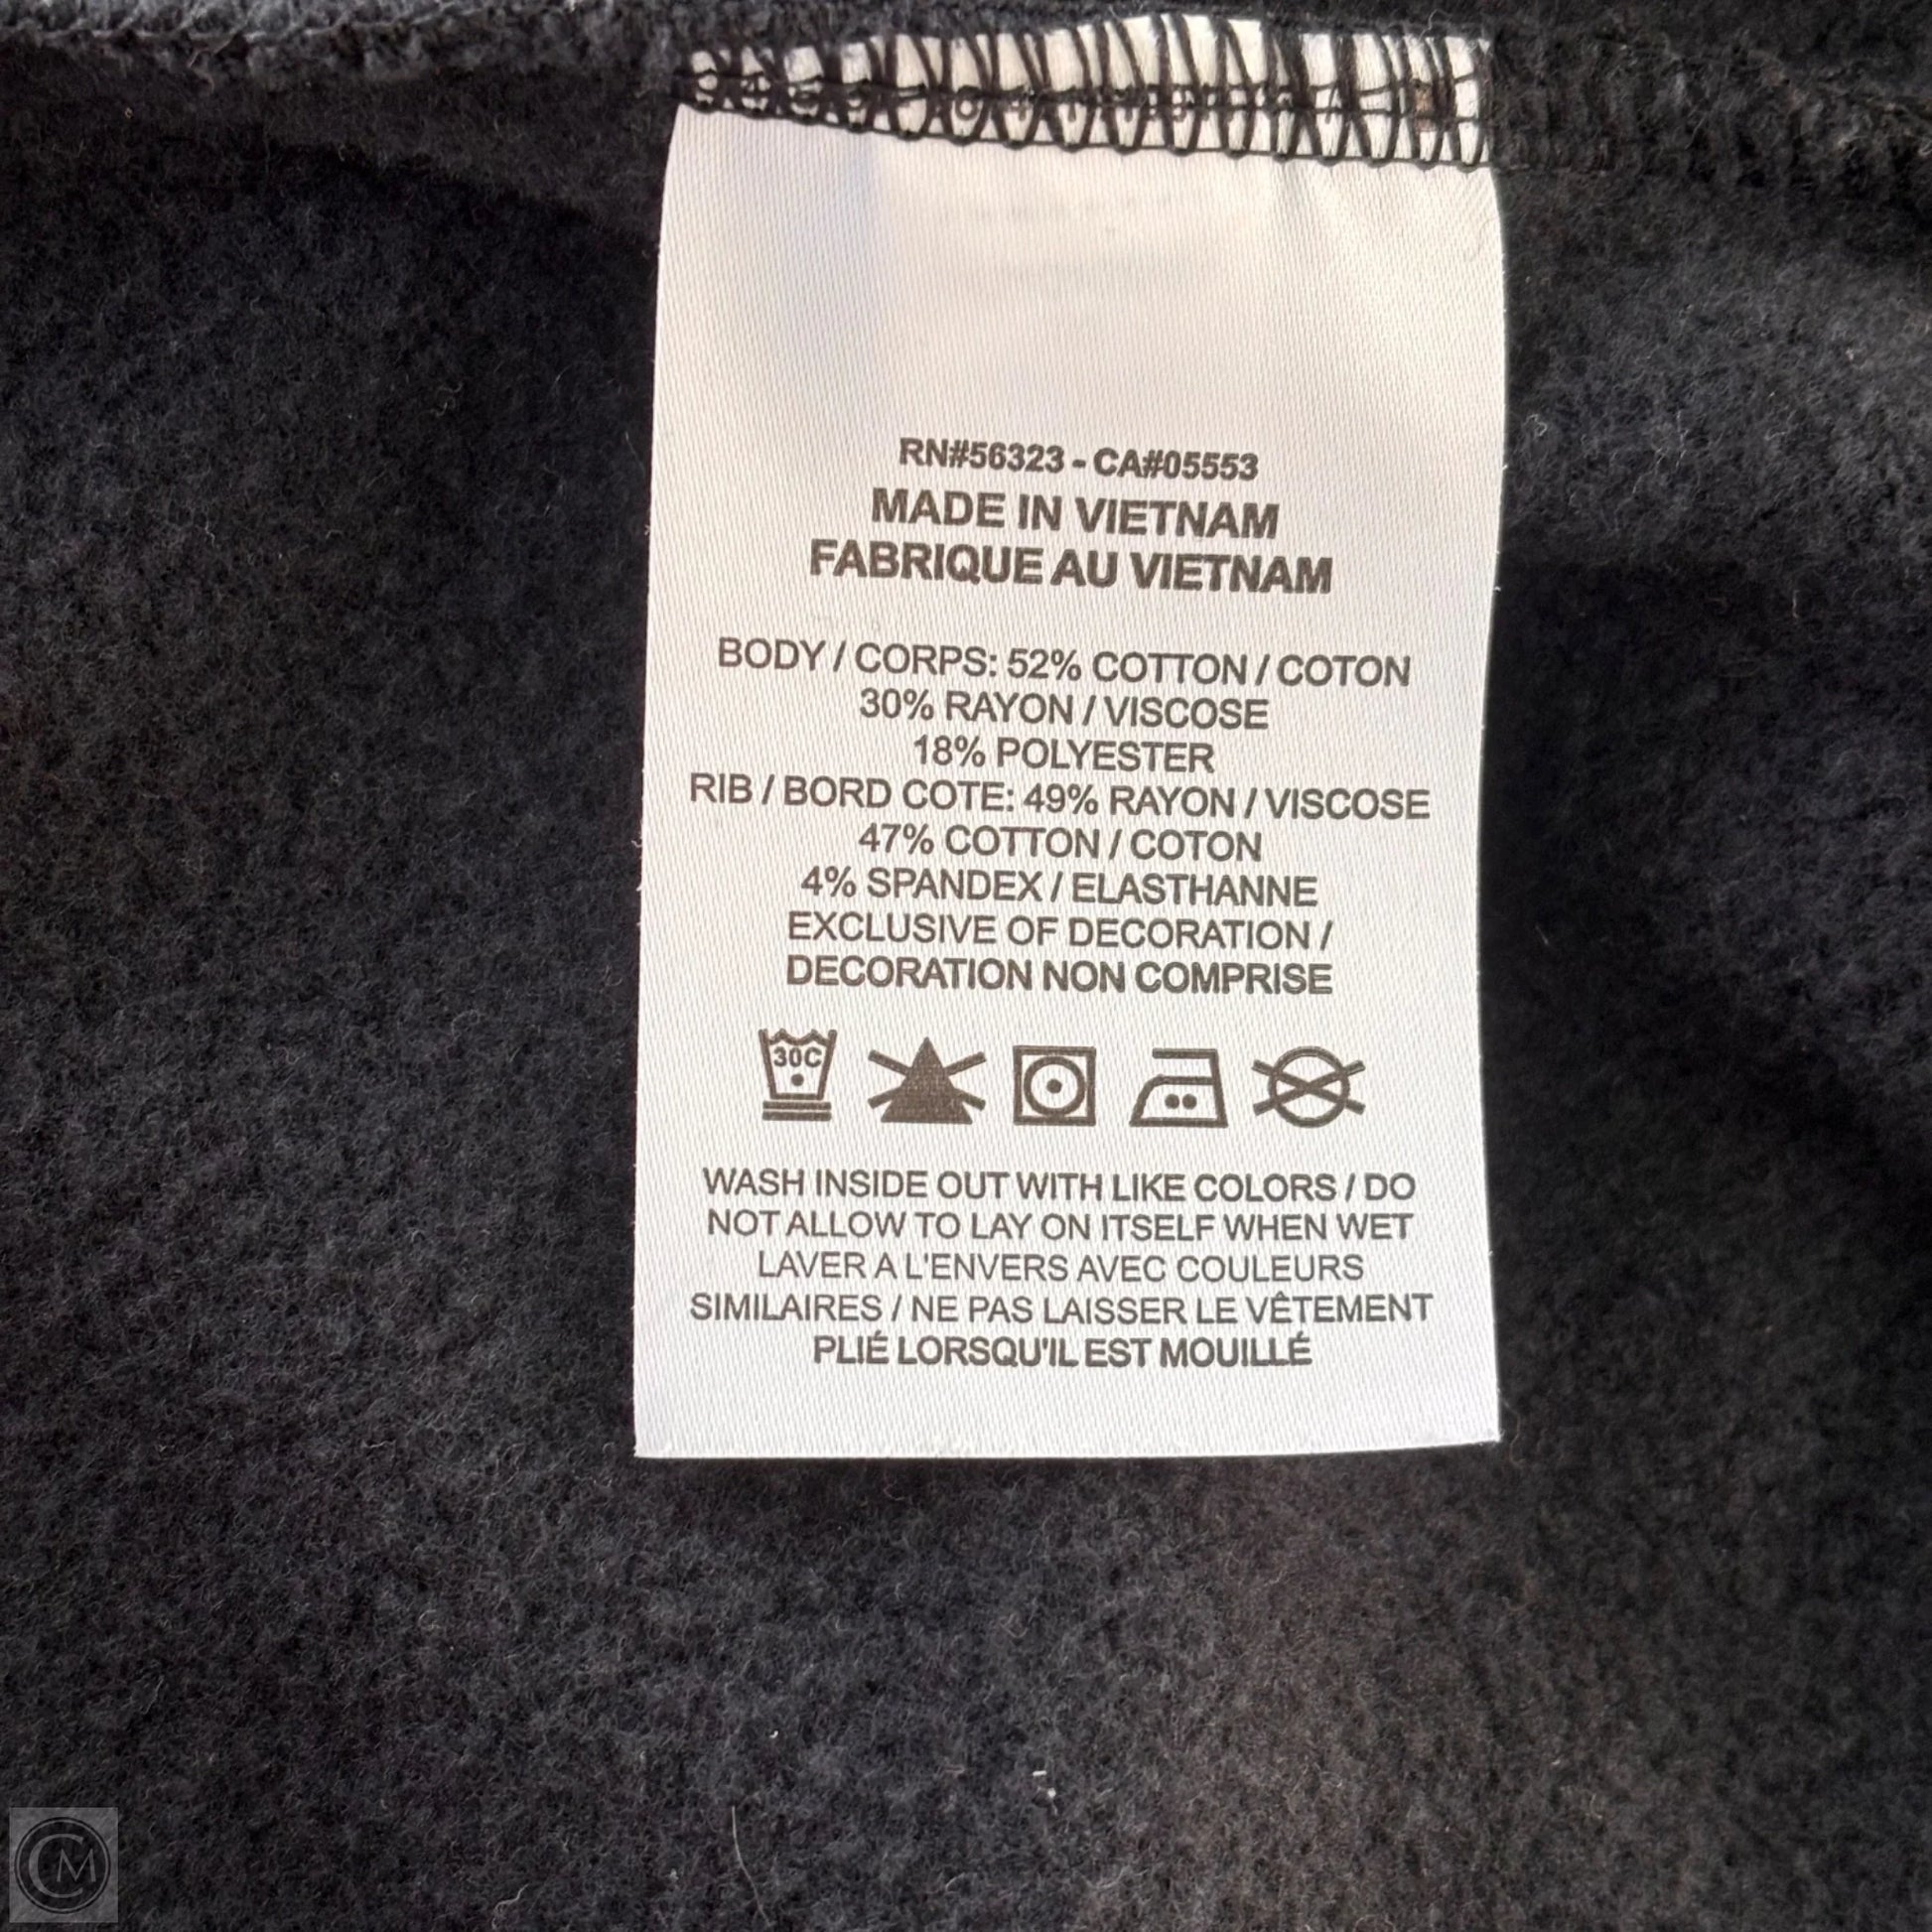 RN#56323 - CA#05553
MADE IN VIETNAM
FABRIQUE AU VIETNAM
BODY / CORPS: 52% COTTON / COTON
30% RAYON / VISCOSE
18% POLYESTER
RIB / BORD COTE: 49% RAYON / VISCOSE
47% COTTON / COTON
4% SPANDEX / ELASTHANNE
EXCLUSIVE OF DECORATION /
DECORATION NON COMPRISE
30C
WASH INSIDE OUT WITH LIKE COLORS / DO
NOT ALLOW TO LAY ON ITSELF WHEN WET
LAVER A L'ENVERS AVEC COULEURS
SIMILAIRES / NE PAS LAISSER LE VÊTEMENT
PLIÉ LORSQU'IL EST MOUILLÉ
CM